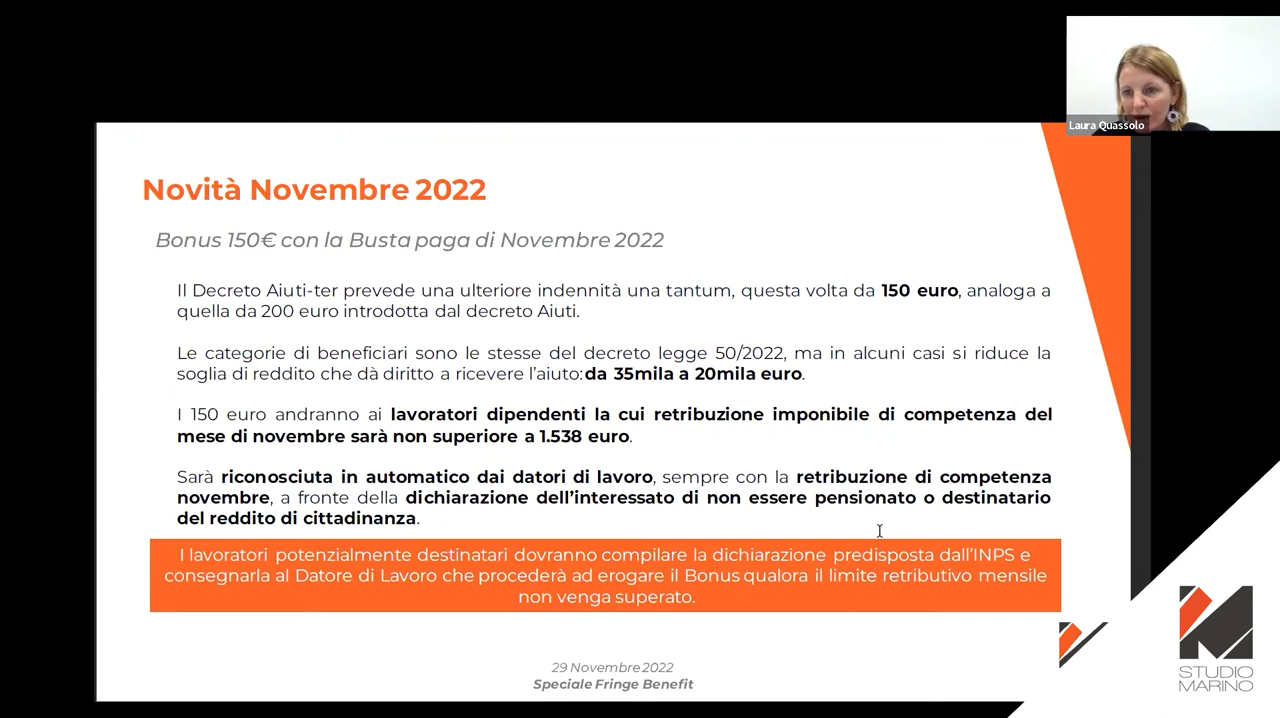 Laura Quassolo
Novità Novembre 2022
Bonus 150€ con la Busta paga di Novembre 2022
Il Decreto Aiuti-ter prevede una ulteriore indennità una tantum, questa volta da 150 euro, analoga a
quella da 200 euro introdotta dal decreto Aiuti.
Le categorie di beneficiari sono le stesse del decreto legge 50/2022, ma in alcuni casi si riduce la
soglia di reddito che dà diritto a ricevere l'aiuto:da 35mila a 20mila euro.
I 150 euro andranno ai lavoratori dipendenti la cui retribuzione imponibile di competenza del
mese di novembre sarà non superiore a 1.538 euro.
Sarà riconosciuta in automatico dai datori di lavoro, sempre con la retribuzione di competenza
novembre, a fronte della dichiarazione dell'interessato di non essere pensionato o destinatario
del reddito di cittadinanza.
I lavoratori potenzialmente destinatari dovranno compilare la dichiarazione predisposta dall'INPS e
consegnarla al Datore di Lavoro che procederà ad erogare il Bonus qualora il limite retributivo mensile
non venga superato.
29 Novembre 2022
Speciale Fringe Benefit
STUDIO
MARINO